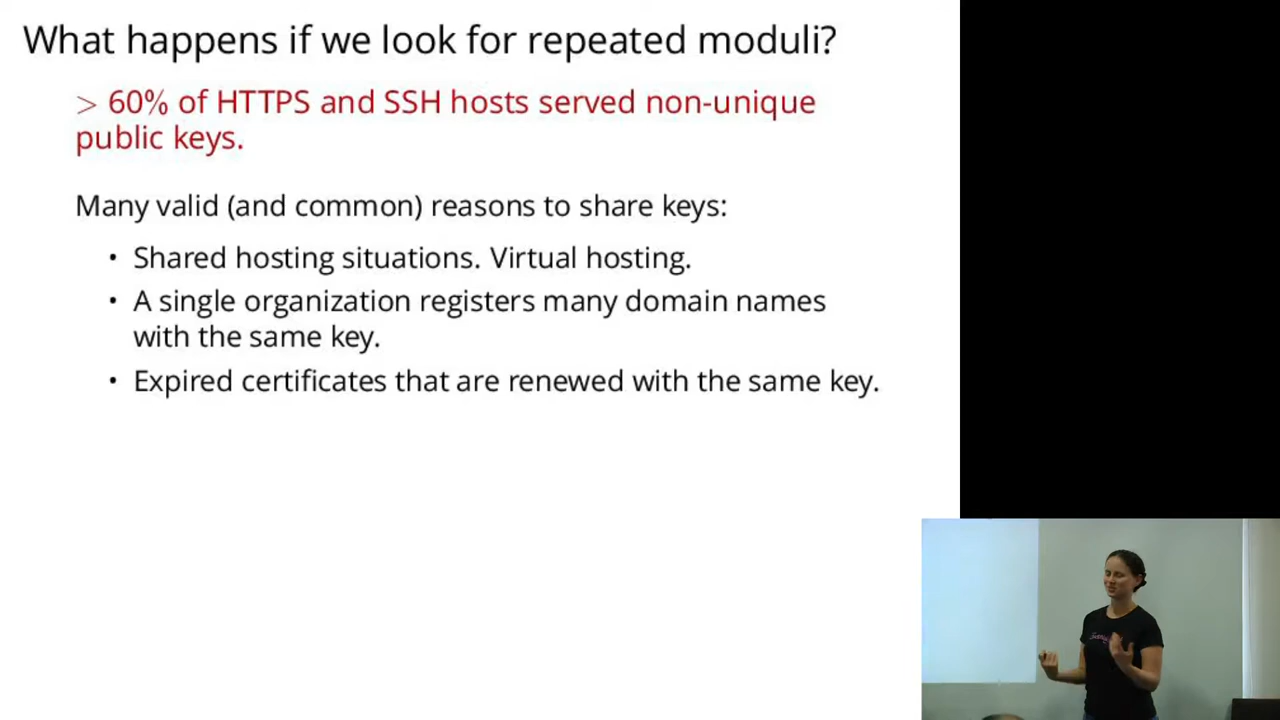 What happens if we look for repeated moduli?
> 60% of HTTPS and SSH hosts served non-unique
public keys.
Many valid (and common) reasons to share keys:
• Shared hosting situations. Virtual hosting.
• A single organization registers many domain names
with the same key.
• Expired certificates that are renewed with the same key.